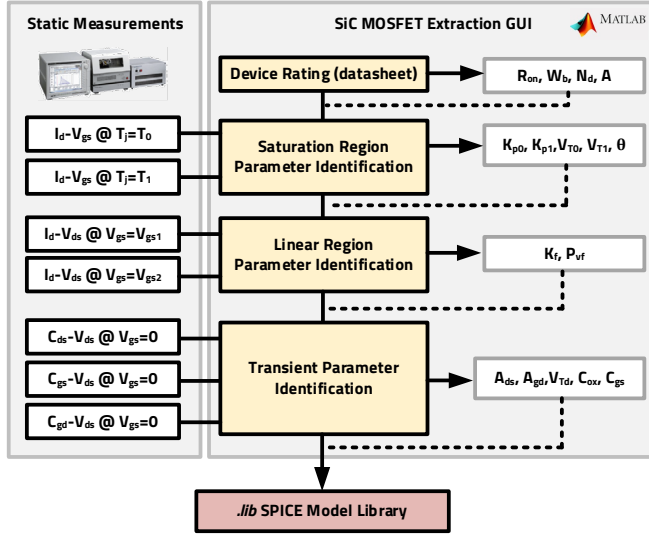 Static Measurements
SiC MOSFET Extraction GUI
MATLAB
Device Rating (datasheet)
Ron, Wb, Nd, A
Id-Vgs @ Tj=T0
Id-Vgs @ Tj=T1
Saturation Region
Parameter Identification
Kp0, Kp1,VT0, VT1, θ
Id-Vds @ Vgs=Vgs1
Id-Vds @ Vgs=Vgs2
Linear Region
Parameter Identification
Kf, Pvf
Cds-Vds @ Vgs=0
Cgs-Vds @ Vgs=0
Cgd-Vds @ Vgs=0
Transient Parameter
Identification
Ads, Agd,VTd, Cox, Cgs
.lib SPICE Model Library